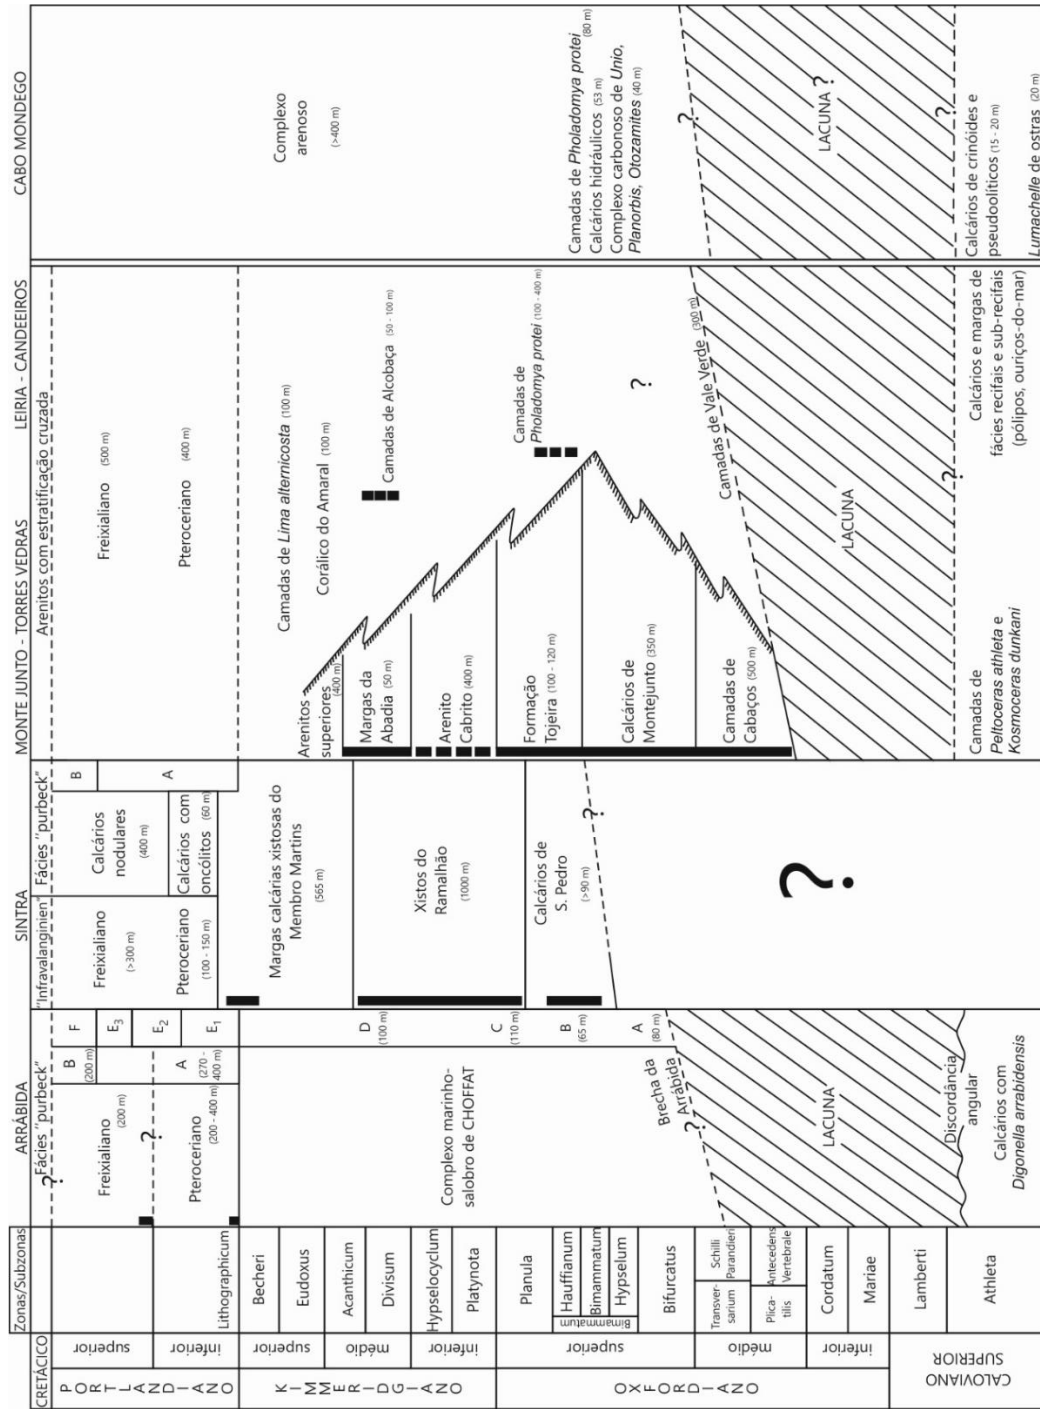 Zonas/Subzonas
ARRÁBIDA
SINTRA
MONTE JUNTO - TORRES VEDRAS
LEIRIA - CANDEEIROS
CABO MONDEGO
CRETÁCICO
?
Fácies "purbeck"
"Infravalanginien"
Fácies "purbeck"
Arenitos com estratificação cruzada
PORTLANDIANO
superior
inferior
Lithographicum
Freixialiano
(200 m)
?
Pteroceriano
(200 - 400 m)
B
(200 m)
A
(270 -
400 m)
F
E3
E2
E1
Freixialiano
(>300 m)
Pteroceriano
(100 - 150 m)
Calcários
nodulares
(400 m)
Calcários com
oncólitos (60 m)
B
A
Freixialiano
(500 m)
Pteroceriano
(400 m)
KIMMERIDGIANO
superior
médio
inferior
Becheri
Eudoxus
Acanthicum
Divisum
Hypselocyclum
Platynota
Complexo marinho-
salobro de CHOFFAT
D
(100 m)
C
(110 m)
B
(65 m)
A
(80 m)
Margas calcárias xistosas do
Membro Martins
(565 m)
Xistos do
Ramalhão
(1000 m)
Calcários de
S. Pedro
(>90 m)
?
Arenitos
superiores
(400 m)
Margas da
Abadia (50 m)
Arenito
Cabrito (400 m)
Formação
Tojeira (100 - 120 m)
Calcários de
Montejunto (350 m)
Camadas de
Cabaços (500 m)
Camadas de Lima alternicosta (100 m)
Corálico do Amaral (100 m)
Camadas de Alcobaça (50 - 100 m)
Camadas de
Pholadomya protei (100 - 400 m)
?
Camadas de Vale Verde (300 m)
Complexo
arenoso
(>400 m)
Camadas de Pholadomya protei
(80 m)
Calcários hidráulicos (53 m)
Complexo carbonoso de Unio,
Planorbis, Otozamites (40 m)
OXFORDIANO
superior
médio
inferior
Planula
Bimammatum
Hauffianum
Bimammatum
Hypselum
Bifurcatus
Transver-
sarium
Schilli
Parandieri
Plica-
tilis
Antecedens
Vertebrale
Cordatum
Mariae
Brecha da
Arrábida
?
LACUNA
?
LACUNA
?
LACUNA ?
CALOVIANO
SUPERIOR
Lamberti
Athleta
Discordância
angular
Calcários com
Digonella arrabidensis
Camadas de
Peltoceras athleta e
Kosmoceras dunkani
?
Calcários e margas de
fácies recifais e sub-recifais
(pólipos, ouriços-do-mar)
?
Calcários de crinóides e
pseudoolíticos (15 - 20 m)
Lumachelle de ostras (20 m)